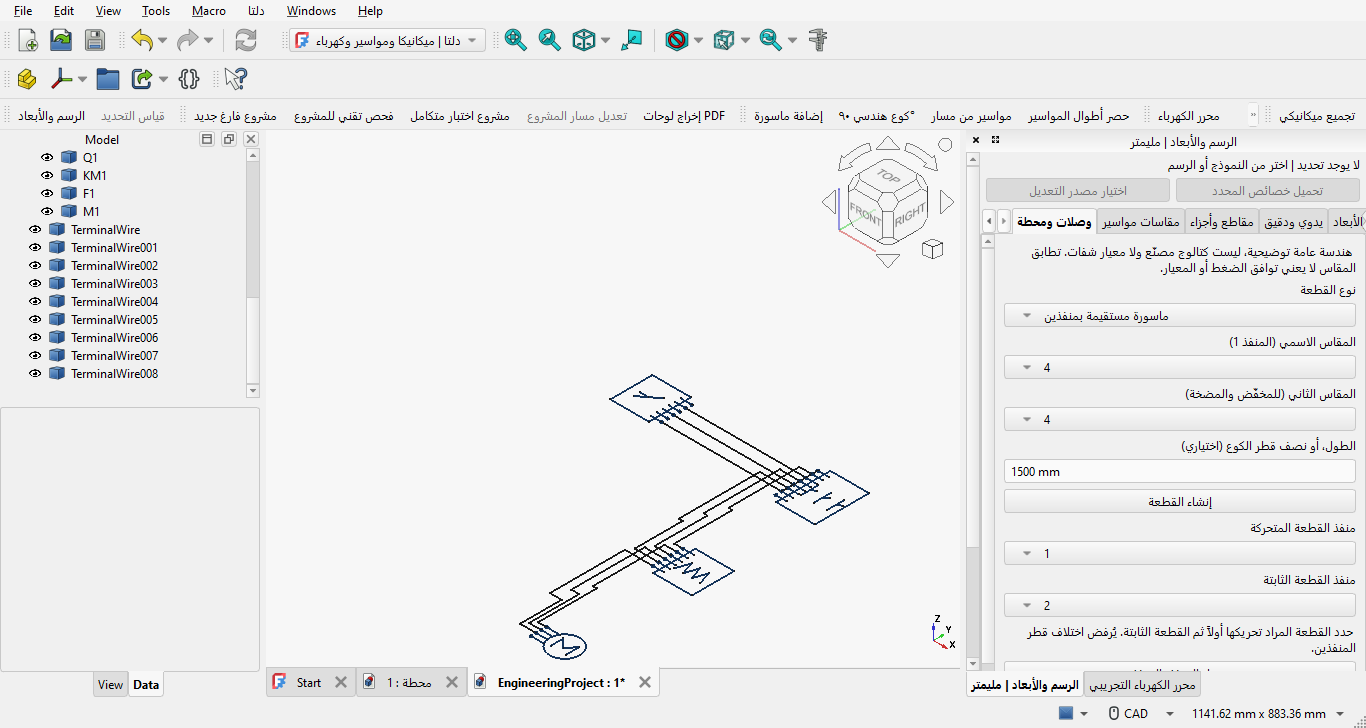 File Edit View Tools Macro دلتا Windows Help
دلتا | ميكانيكا ومواسير وكهرباء
الرسم والأبعاد قياس التحديد مشروع فارغ جديد فحص تقني للمشروع مشروع اختبار متكامل تعديل مسار المشروع إخراج لوحات PDF إضافة ماسورة كوع هندسي ٩٠° مواسير من مسار حصر أطوال المواسير محرر الكهرباء » تجميع ميكانيكي
Model
Q1
KM1
F1
M1
TerminalWire
TerminalWire001
TerminalWire002
TerminalWire003
TerminalWire004
TerminalWire005
TerminalWire006
TerminalWire007
TerminalWire008
View Data
TOP
FRONT RIGHT
Z
Y
X
Start
محطة : 1
EngineeringProject : 1*
الرسم والأبعاد | مليمتر
لا يوجد تحديد | اختر من النموذج أو الرسم
تحميل خصائص المحدد اختيار مصدر التعديل
الأبعاد يدوي ودقيق مقاطع وأجزاء مقاسات مواسير وصلات ومحطة
هندسة عامة توضيحية، ليست كتالوج مصنّع ولا معيار شفات. تطابق
المقاس لا يعني توافق الضغط أو المعيار.
نوع القطعة
ماسورة مستقيمة بمنفذين
المقاس الاسمي (المنفذ 1)
4
المقاس الثاني (للمخفّض والمضخة)
4
الطول، أو نصف قطر الكوع (اختياري)
1500 mm
إنشاء القطعة
منفذ القطعة المتحركة
1
منفذ القطعة الثابتة
2
حدد القطعة المراد تحريكها أولاً ثم القطعة الثابتة. يُرفض اختلاف قطر
المنفذين.
الرسم والأبعاد | مليمتر محرر الكهرباء التجريبي
CAD 1141.62 mm x 883.36 mm